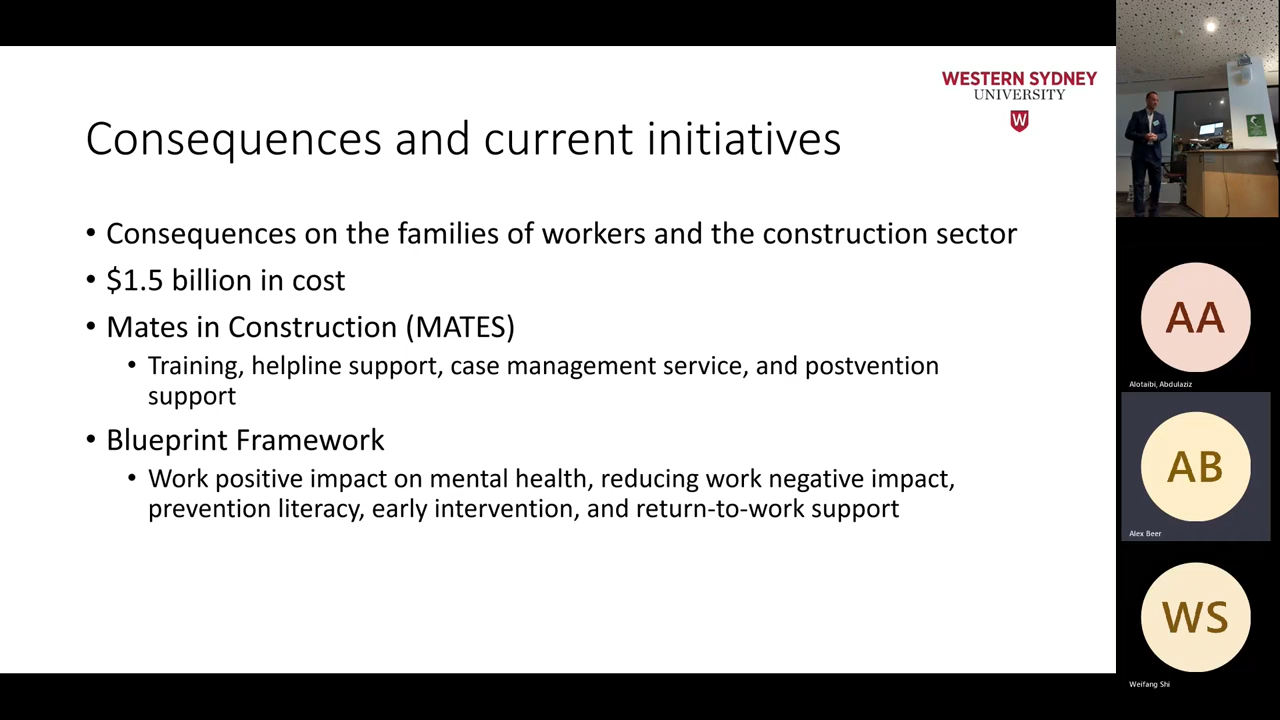 WESTERN SYDNEY
UNIVERSITY
W
Consequences and current initiatives
• Consequences on the families of workers and the construction sector
• $1.5 billion in cost
• Mates in Construction (MATES)
• Training, helpline support, case management service, and postvention
support
• Blueprint Framework
• Work positive impact on mental health, reducing work negative impact,
prevention literacy, early intervention, and return-to-work support
AA
Alotaibi, Abdulaziz
AB
Alex Beer
WS
Weifang Shi